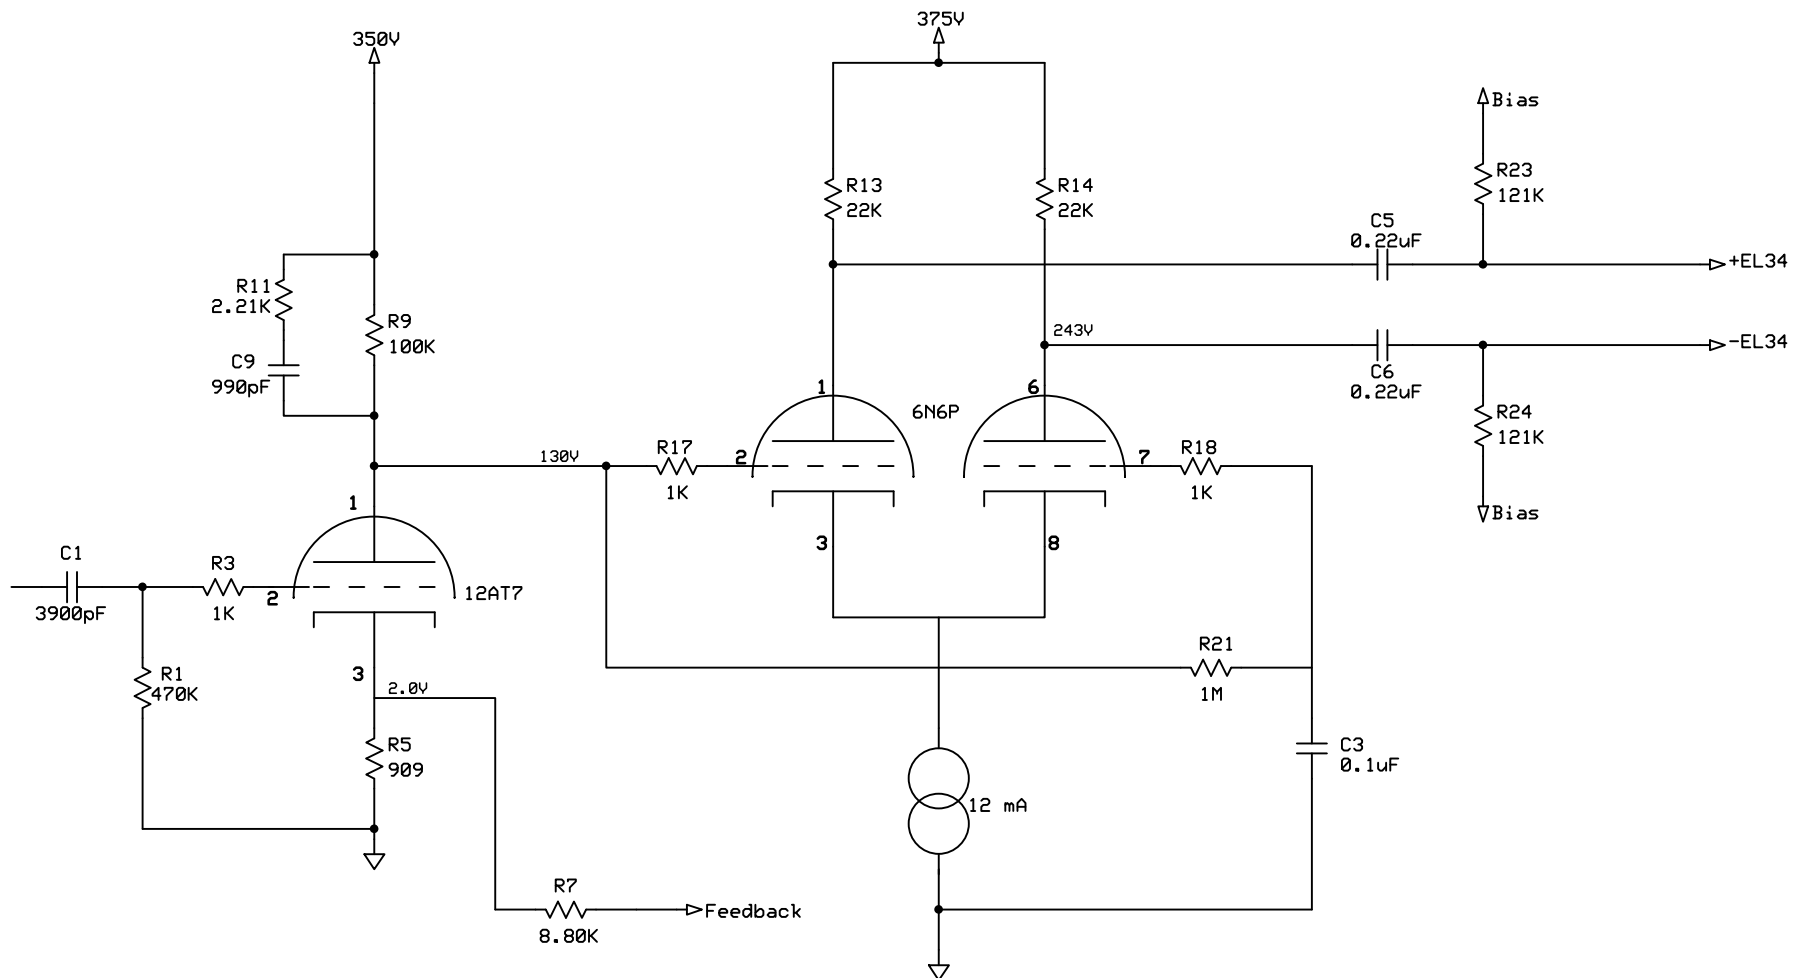 375V
350V
Bias
R13
22K
R14
22K
R23
121K
C5
0.22uF
+EL34
R11
2.21K
R9
100K
243V
-EL34
C9
990pF
C6
0.22uF
1
6
6N6P
R24
121K
130V
R17
1K
2
7
R18
1K
1
Bias
3
8
C1
3900pF
R3
1K
2
12AT7
R21
1M
3
2.0V
R1
470K
R5
909
C3
0.1uF
12 mA
R7
8.80K
Feedback